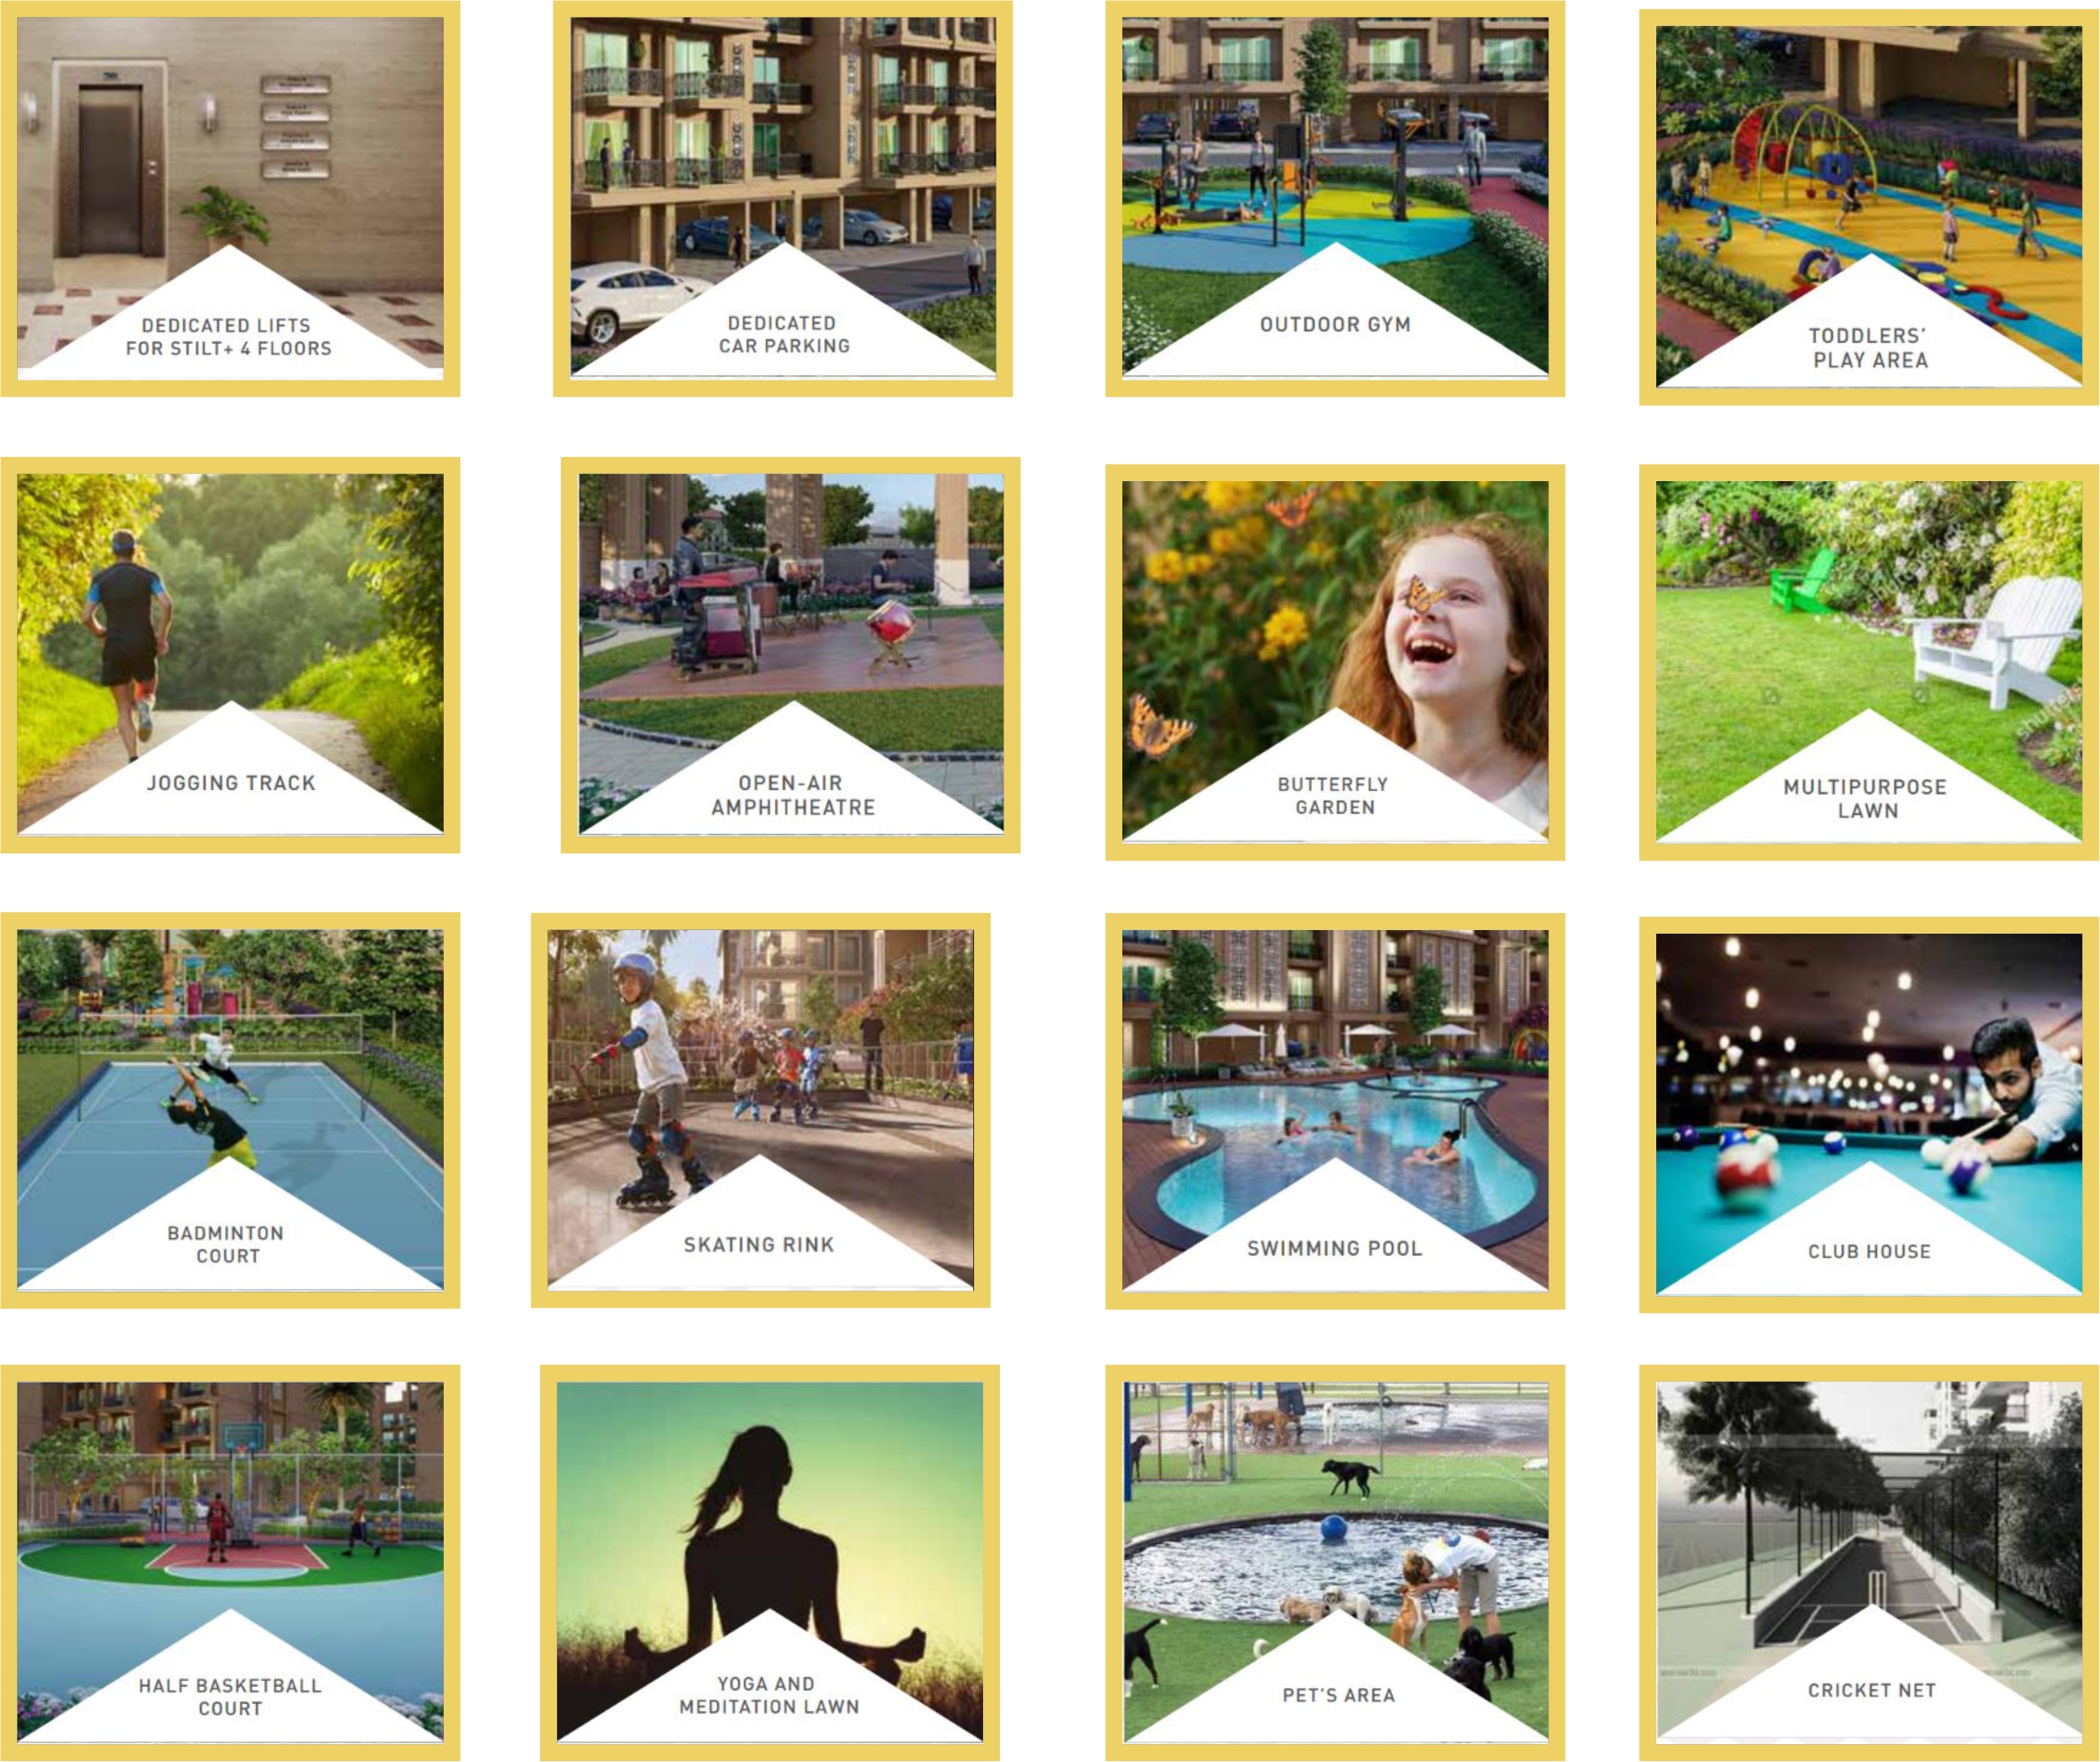 DEDICATED LIFTS
FOR STILT+ 4 FLOORS
DEDICATED
CAR PARKING
OUTDOOR GYM
TODDLERS'
PLAY AREA
JOGGING TRACK
OPEN-AIR
AMPHITHEATRE
BUTTERFLY
GARDEN
MULTIPURPOSE
LAWN
BADMINTON
COURT
SKATING RINK
SWIMMING POOL
CLUB HOUSE
HALF BASKETBALL
COURT
YOGA AND
MEDITATION LAWN
PET'S AREA
CRICKET NET